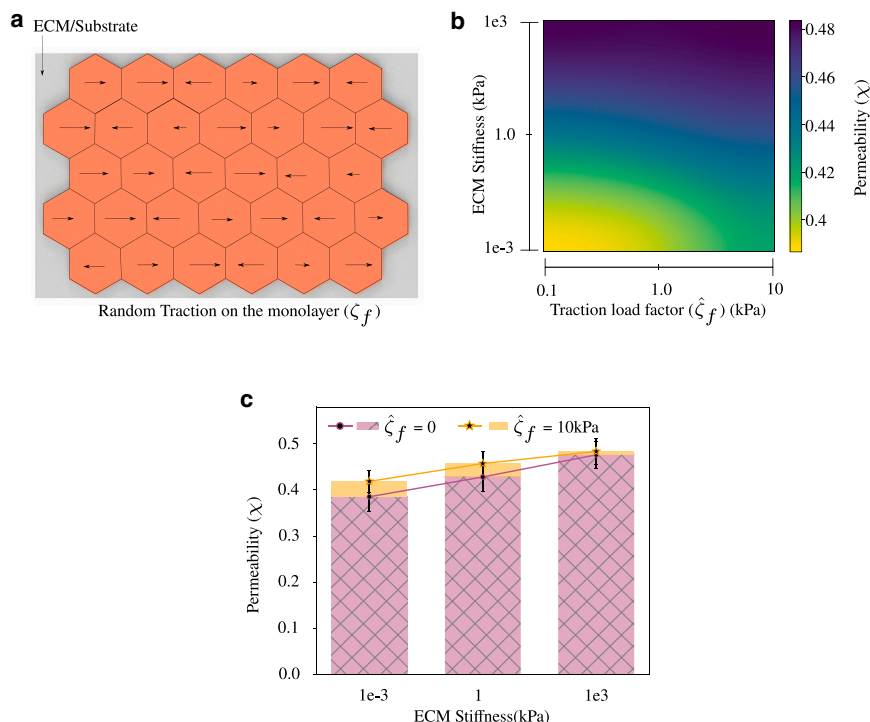 a
ECM/Substrate
Random Traction on the monolayer (ζ_f)
b
1e3
1.0
1e-3
ECM Stiffness (kPa)
0.1
1.0
10
Traction load factor (ζ̂_f) (kPa)
0.48
0.46
0.44
0.42
0.4
Permeability (χ)
c
ζ̂_f = 0
ζ̂_f = 10kPa
0.5
0.4
0.3
0.2
0.1
0.0
Permeability (χ)
1e-3
1
1e3
ECM Stiffness(kPa)